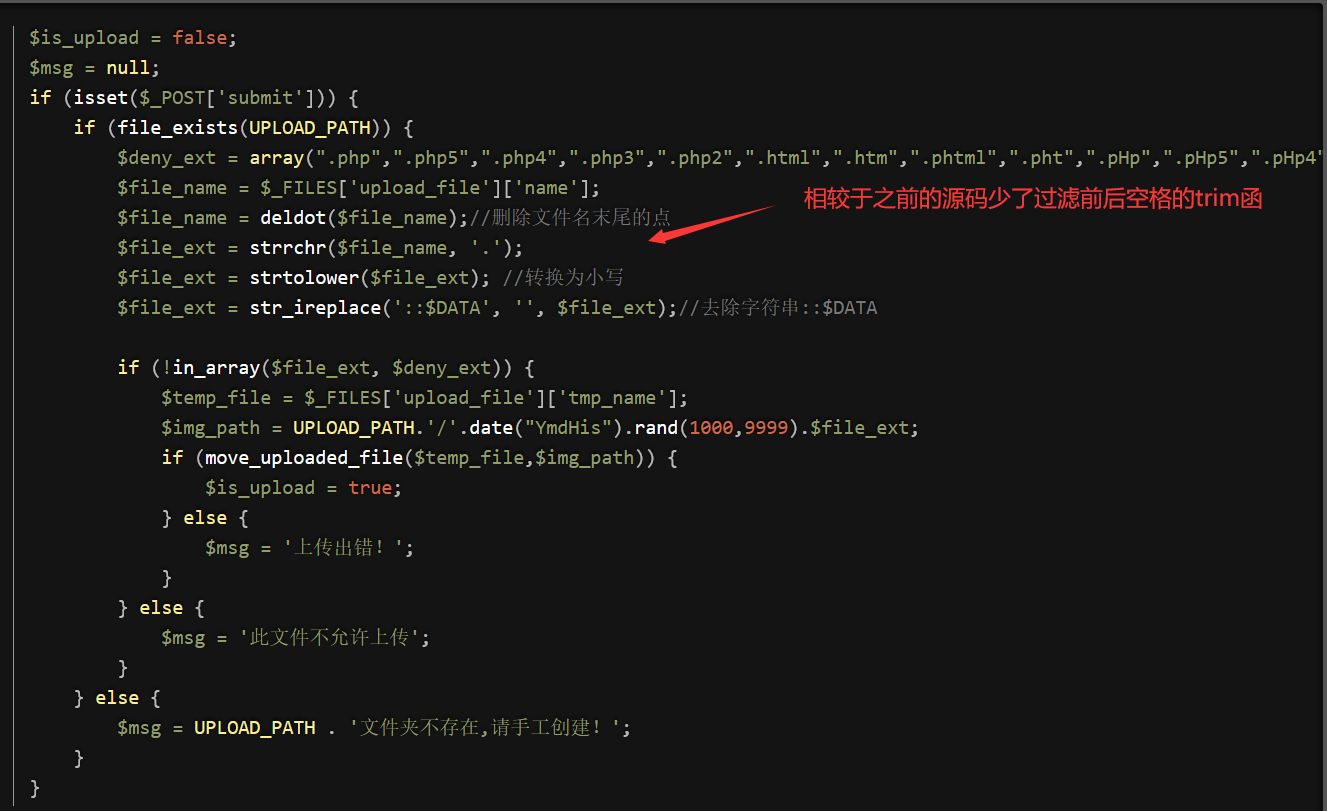 $is_upload = false;
$msg = null;
if (isset($_POST['submit'])) {
    if (file_exists(UPLOAD_PATH)) {
        $deny_ext = array(".php",".php5",".php4",".php3",".php2",".html",".htm",".phtml",".pht",".pHp",".pHp5",".pHp4"
        $file_name = $_FILES['upload_file']['name'];
相较于之前的源码少了过滤前后空格的trim函
        $file_name = deldot($file_name);//删除文件名末尾的点
        $file_ext = strrchr($file_name, '.');
        $file_ext = strtolower($file_ext); //转换为小写
        $file_ext = str_ireplace('::$DATA', '', $file_ext);//去除字符串::$DATA
        if (!in_array($file_ext, $deny_ext)) {
            $temp_file = $_FILES['upload_file']['tmp_name'];
            $img_path = UPLOAD_PATH.'/'.date("YmdHis").rand(1000,9999).$file_ext;
            if (move_uploaded_file($temp_file,$img_path)) {
                $is_upload = true;
            } else {
                $msg = '上传出错！';
            }
        } else {
            $msg = '此文件不允许上传';
        }
    } else {
        $msg = UPLOAD_PATH . '文件夹不存在,请手工创建！';
    }
}